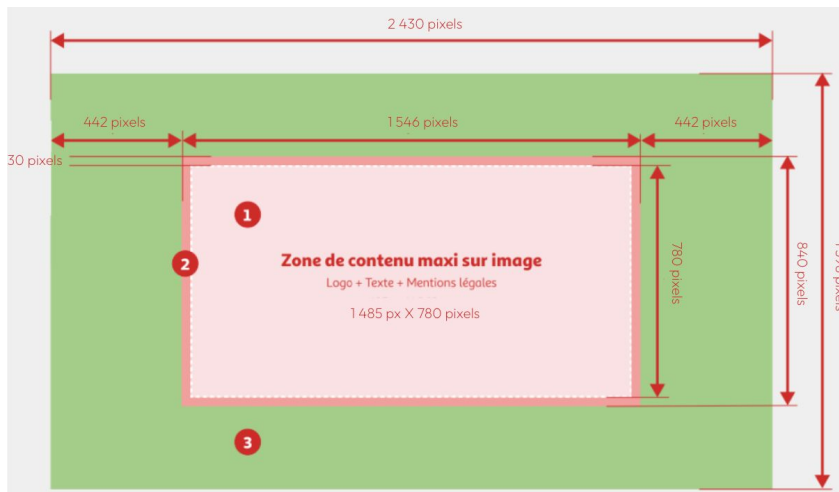 2 430 pixels
442 pixels
1 546 pixels
442 pixels
30 pixels
1
2
Zone de contenu maxi sur image
Logo + Texte + Mentions légales
1 485 px X 780 pixels
780 pixels
840 pixels
pixels
3